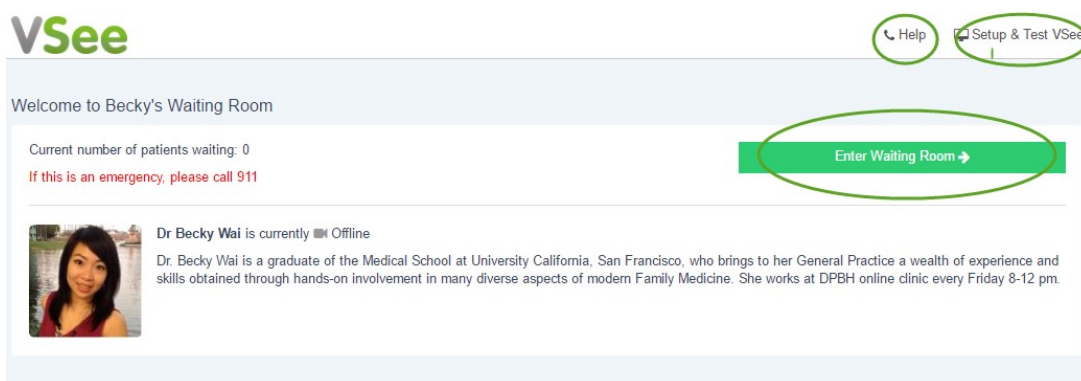 VSee
Help
Setup & Test VSee
Welcome to Becky's Waiting Room
Current number of patients waiting: 0
Enter Waiting Room
If this is an emergency, please call 911
Dr Becky Wai is currently Offline
Dr. Becky Wai is a graduate of the Medical School at University California, San Francisco, who brings to her General Practice a wealth of experience and
skills obtained through hands-on involvement in many diverse aspects of modern Family Medicine. She works at DPBH online clinic every Friday 8-12 pm.